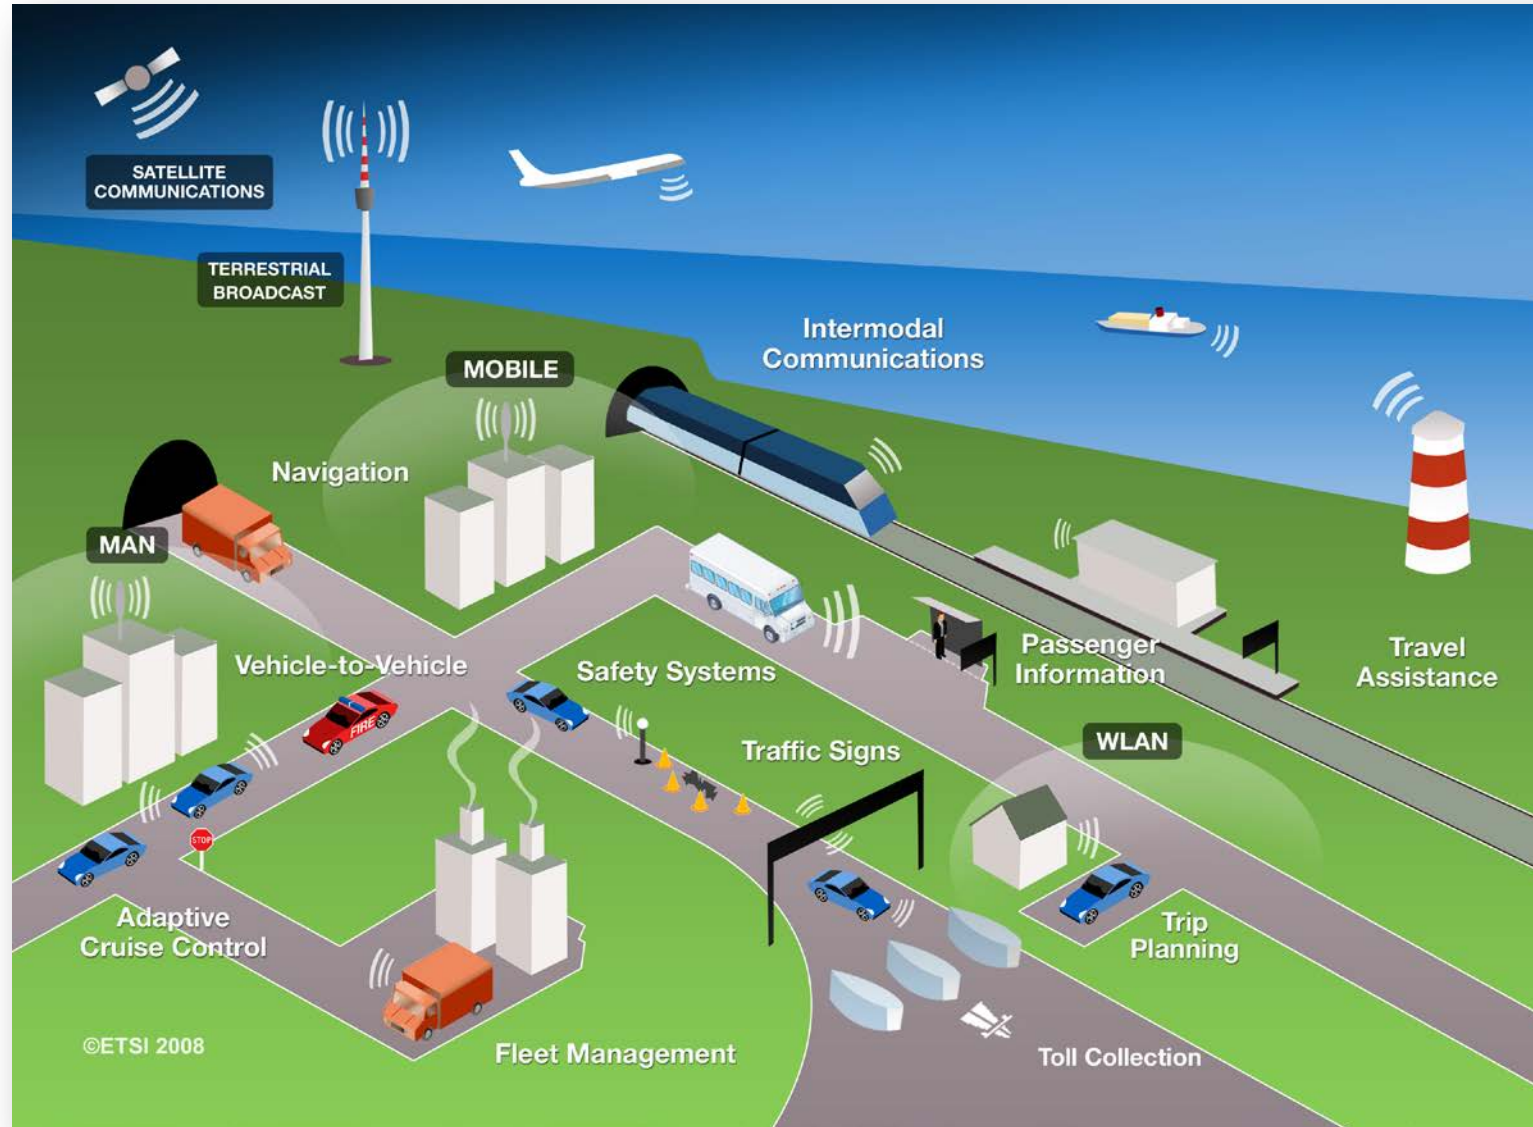 SATELLITE
COMMUNICATIONS
TERRESTRIAL
BROADCAST
Intermodal
Communications
MOBILE
Navigation
MAN
Vehicle-to-Vehicle
Safety Systems
Passenger
Information
Travel
Assistance
FIRE
Traffic Signs
WLAN
STOP
Adaptive
Cruise Control
Trip
Planning
©ETSI 2008
Fleet Management
Toll Collection